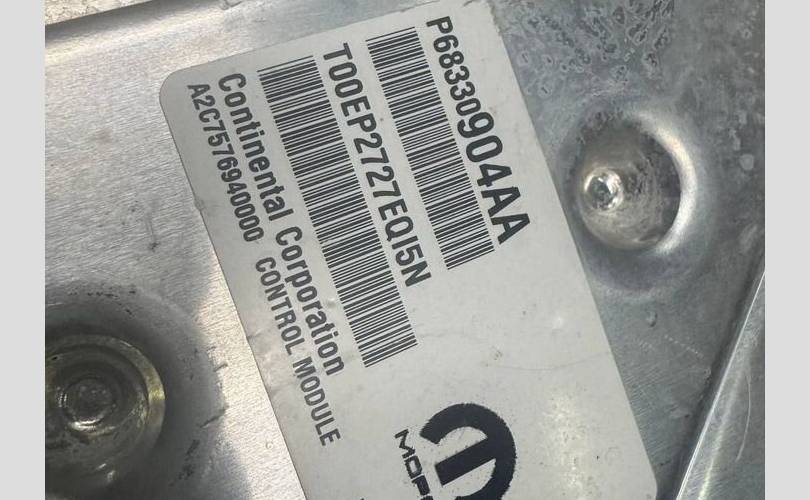 P68330904AA
T00EP2727EQI5N
Continental Corporation
A2C7576940000 CONTROL MODULE